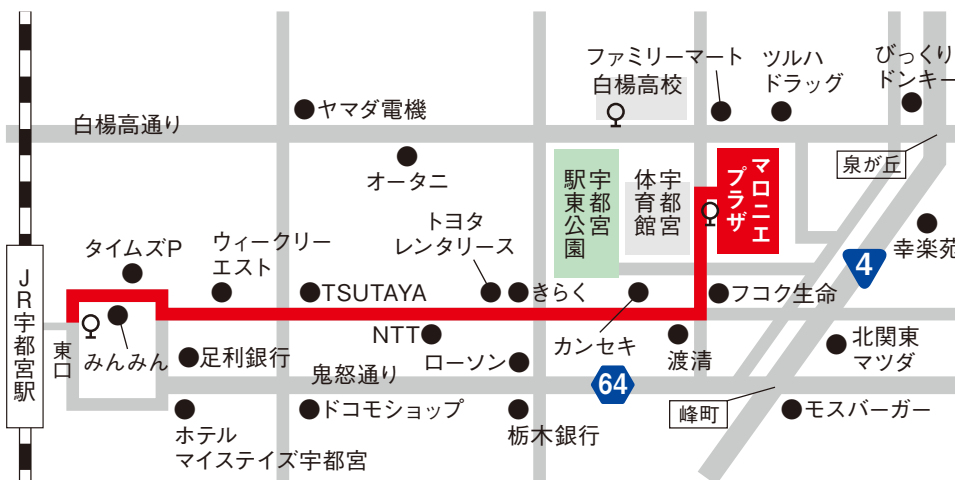 ファミリーマート
白楊高校
ツルハ
ドラッグ
びっくり
ドンキー
ヤマダ電機
白楊高通り
オータニ
宇都宮
駅東公園
宇都宮
体育館
マロニエ
プラザ
泉が丘
幸楽苑
4
トヨタ
レンタリース
ウィークリー
エスト
タイムズP
TSUTAYA
きらく
フコク生命
JR宇都宮駅
東口
みんみん
NTT
カンセキ
渡清
北関東
マツダ
足利銀行
ローソン
鬼怒通り
64
峰町
モスバーガー
ドコモショップ
栃木銀行
ホテル
マイステイズ宇都宮